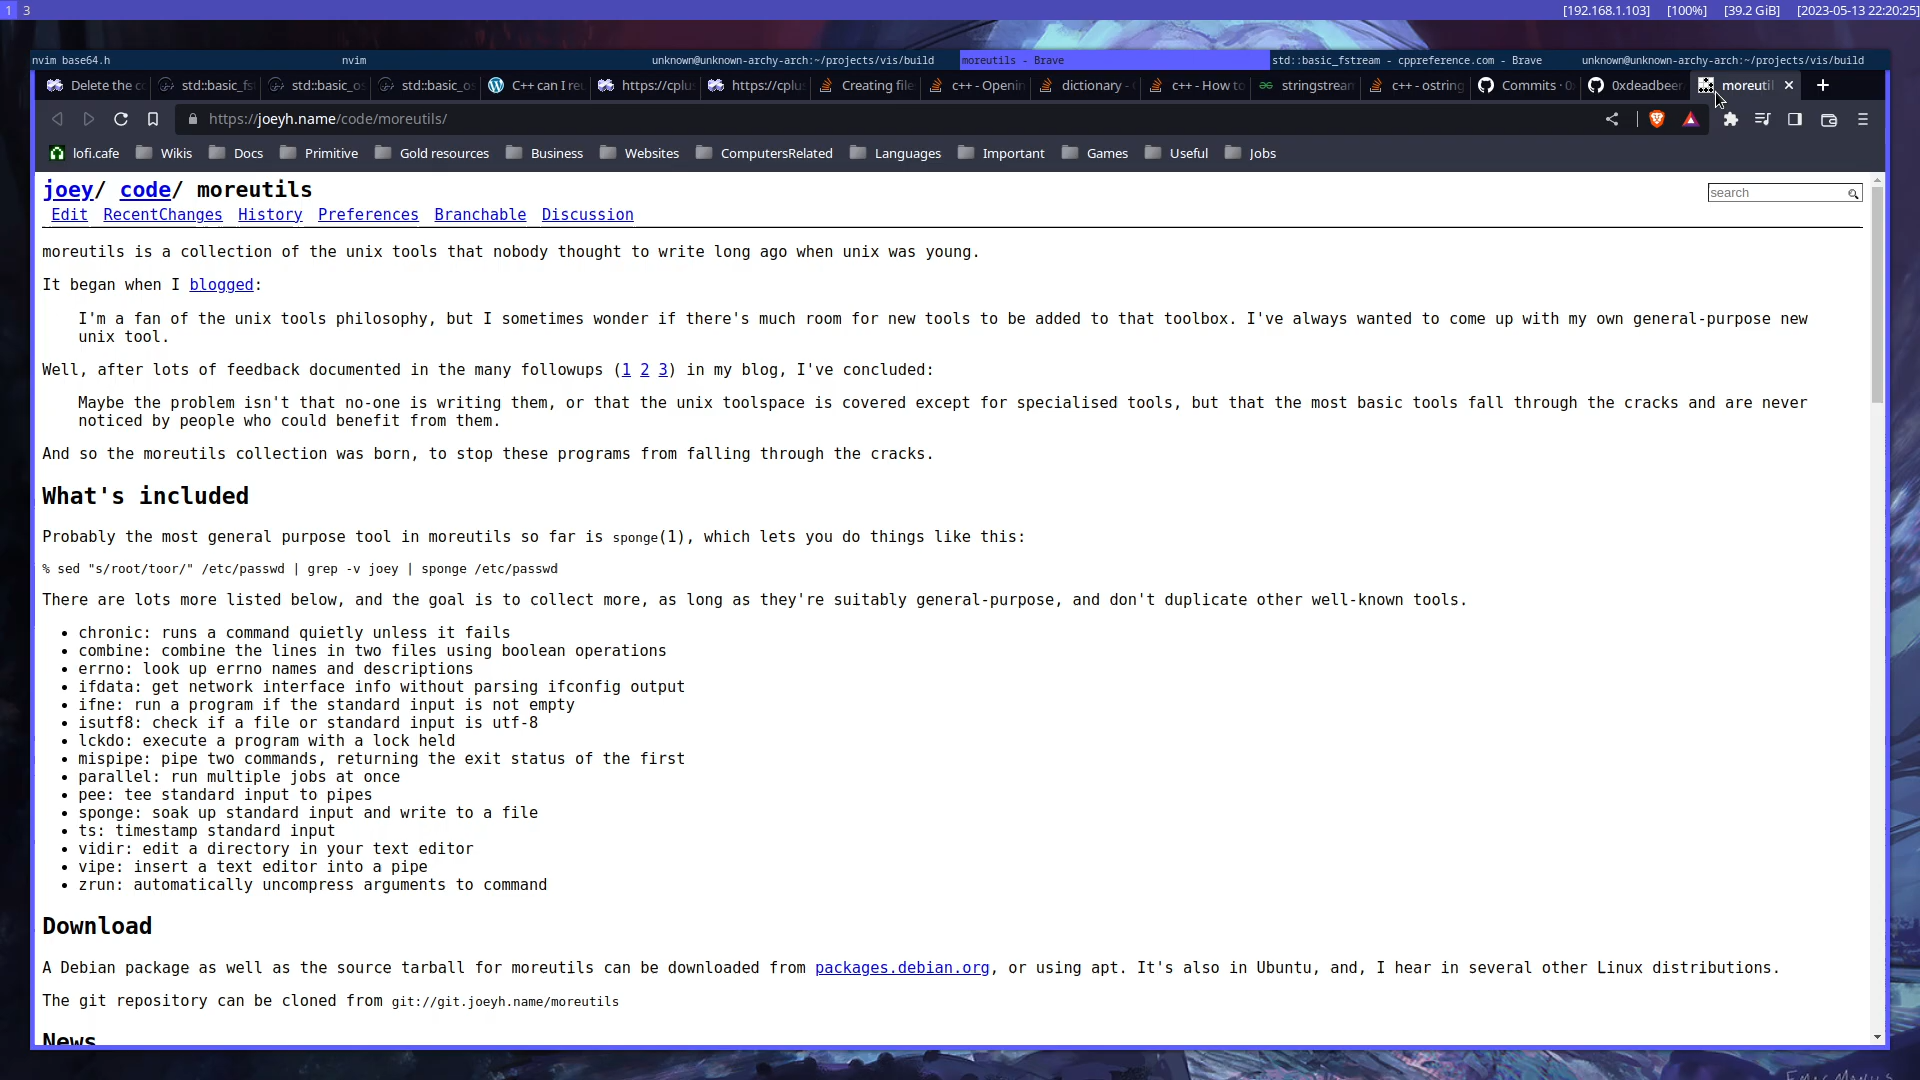 1 3 [192.168.1.103] [100%] [39.2 GiB] [2023-05-13 22:20:25]
nvim base64.h nvim unknown@unknown-archy-arch:~/projects/vis/build moreutils - Brave std::basic_fstream - cppreference.com - Brave unknown@unknown-archy-arch:~/projects/vis/build
Delete the cc std::basic_fs std::basic_os std::basic_os C++ can I re https://cplus https://cplus Creating file c++ - Openin dictionary - c++ - How to stringstream c++ - ostring Commits · 0 0xdeadbeer moreutil
https://joeyh.name/code/moreutils/
lofi.cafe Wikis Docs Primitive Gold resources Business Websites ComputersRelated Languages Important Games Useful Jobs
joey/ code/ moreutils
search
Edit RecentChanges History Preferences Branchable Discussion
moreutils is a collection of the unix tools that nobody thought to write long ago when unix was young.
It began when I blogged:
I'm a fan of the unix tools philosophy, but I sometimes wonder if there's much room for new tools to be added to that toolbox. I've always wanted to come up with my own general-purpose new
unix tool.
Well, after lots of feedback documented in the many followups (1 2 3) in my blog, I've concluded:
Maybe the problem isn't that no-one is writing them, or that the unix toolspace is covered except for specialised tools, but that the most basic tools fall through the cracks and are never
noticed by people who could benefit from them.
And so the moreutils collection was born, to stop these programs from falling through the cracks.
What's included
Probably the most general purpose tool in moreutils so far is sponge(1), which lets you do things like this:
% sed "s/root/toor/" /etc/passwd | grep -v joey | sponge /etc/passwd
There are lots more listed below, and the goal is to collect more, as long as they're suitably general-purpose, and don't duplicate other well-known tools.
• chronic: runs a command quietly unless it fails
• combine: combine the lines in two files using boolean operations
• errno: look up errno names and descriptions
• ifdata: get network interface info without parsing ifconfig output
• ifne: run a program if the standard input is not empty
• isutf8: check if a file or standard input is utf-8
• lckdo: execute a program with a lock held
• mispipe: pipe two commands, returning the exit status of the first
• parallel: run multiple jobs at once
• pee: tee standard input to pipes
• sponge: soak up standard input and write to a file
• ts: timestamp standard input
• vidir: edit a directory in your text editor
• vipe: insert a text editor into a pipe
• zrun: automatically uncompress arguments to command
Download
A Debian package as well as the source tarball for moreutils can be downloaded from packages.debian.org, or using apt. It's also in Ubuntu, and, I hear in several other Linux distributions.
The git repository can be cloned from git://git.joeyh.name/moreutils
News